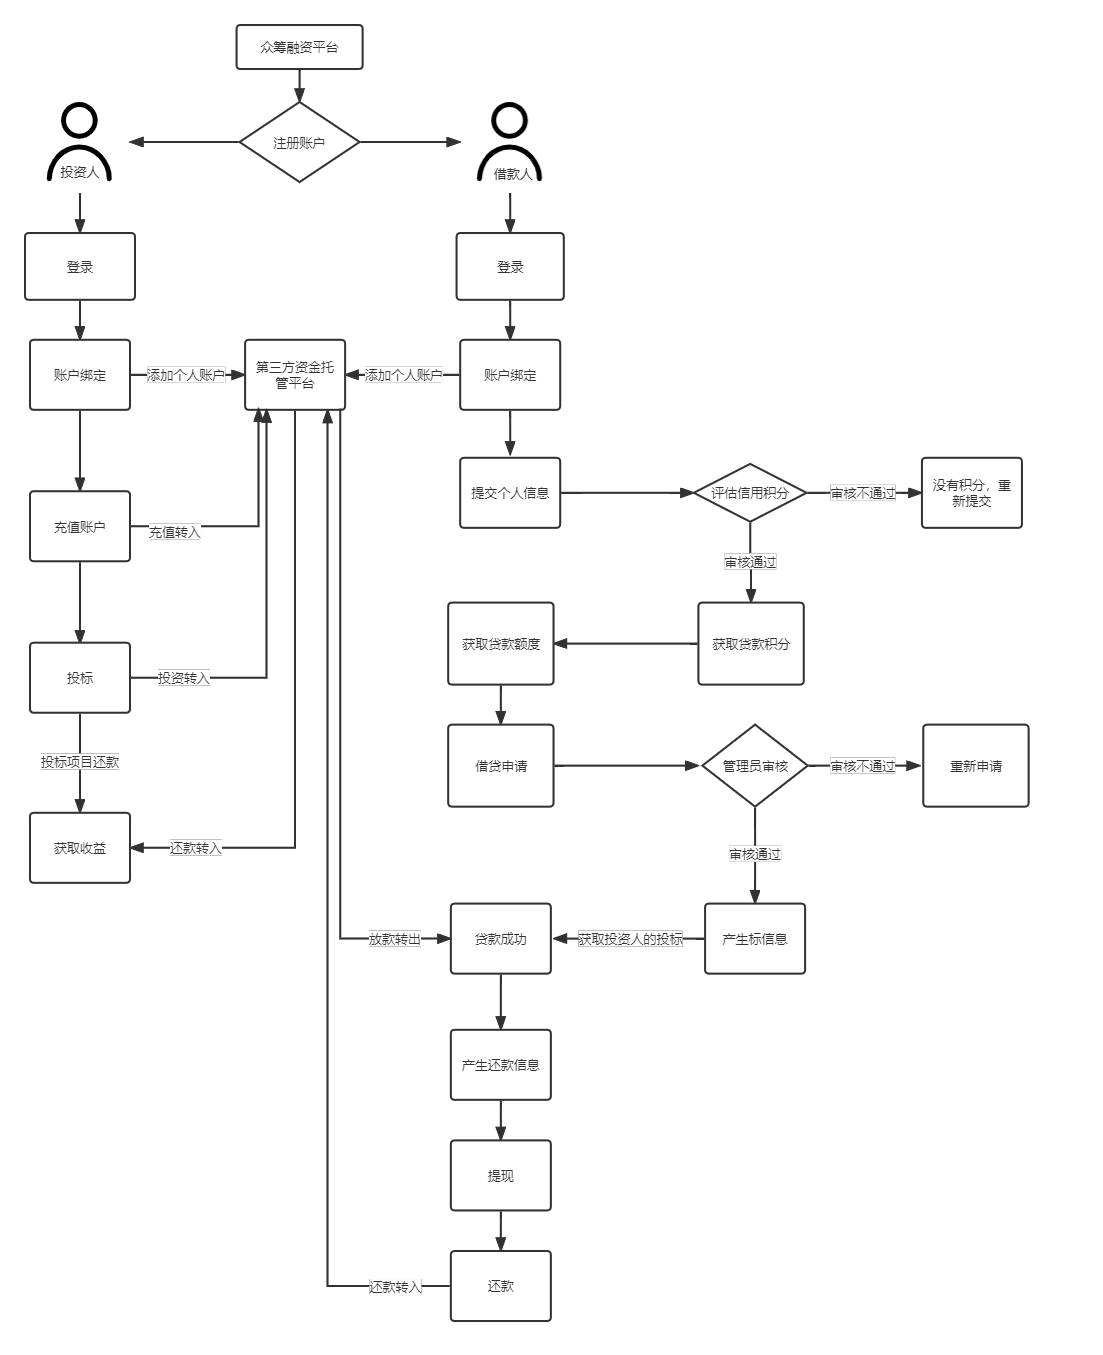 众筹融资平台
注册账户
投资人
借款人
登录
登录
账户绑定
添加个人账户
第三方资金托
管平台
添加个人账户
账户绑定
提交个人信息
评估信用积分
审核不通过
没有积分，重
新提交
充值账户
充值转入
审核通过
获取贷款额度
获取贷款积分
投标
投资转入
投标项目还款
借贷申请
管理员审核
审核不通过
重新申请
获取收益
还款转入
审核通过
放款转出
贷款成功
获取投资人的投标
产生标信息
产生还款信息
提现
还款转入
还款